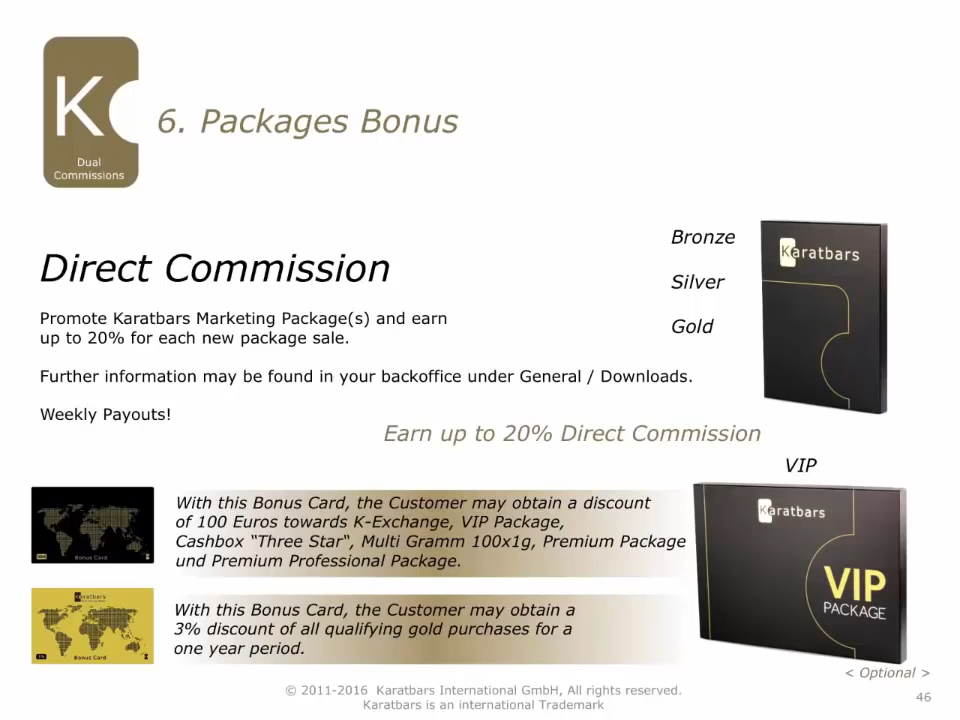 K
Dual
Commissions
6. Packages Bonus
Direct Commission
Promote Karatbars Marketing Package(s) and earn
up to 20% for each new package sale.
Further information may be found in your backoffice under General / Downloads.
Weekly Payouts!
Bronze
Silver
Gold
Karatbars
Earn up to 20% Direct Commission
VIP
Karatbars
VIP
PACKAGE
Bonus Card
With this Bonus Card, the Customer may obtain a discount
of 100 Euros towards K-Exchange, VIP Package,
Cashbox "Three Star", Multi Gramm 100x1g, Premium Package
und Premium Professional Package.
Karatbars
Bonus Card
With this Bonus Card, the Customer may obtain a
3% discount of all qualifying gold purchases for a
one year period.
< Optional >
© 2011-2016 Karatbars International GmbH, All rights reserved.
Karatbars is an international Trademark
46